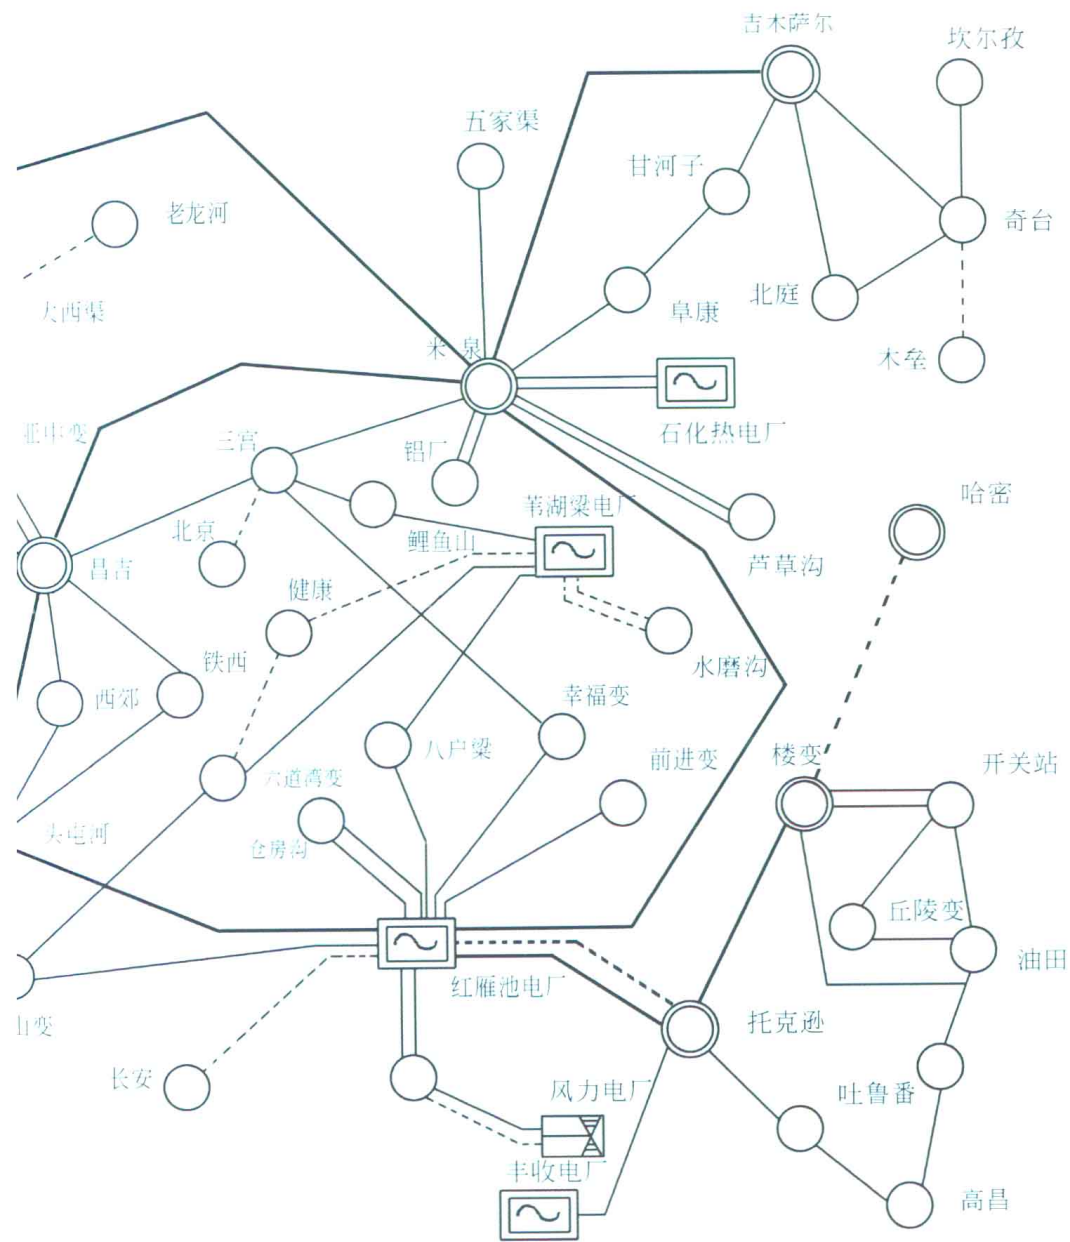 吉木萨尔
坎尔孜
五家渠
甘河子
老龙河
奇台
北庭
阜康
大西渠
米 泉
木垒
三宫
铝厂
石化热电厂
哈密
苇湖梁电厂
北京
鲤鱼山
昌吉
芦草沟
健康
铁西
水磨沟
西郊
幸福变
八户梁
前进变
楼变
开关站
六道湾变
头屯河
仓房沟
丘陵变
油田
红雁池电厂
托克逊
山变
长安
风力电厂
吐鲁番
丰收电厂
高昌